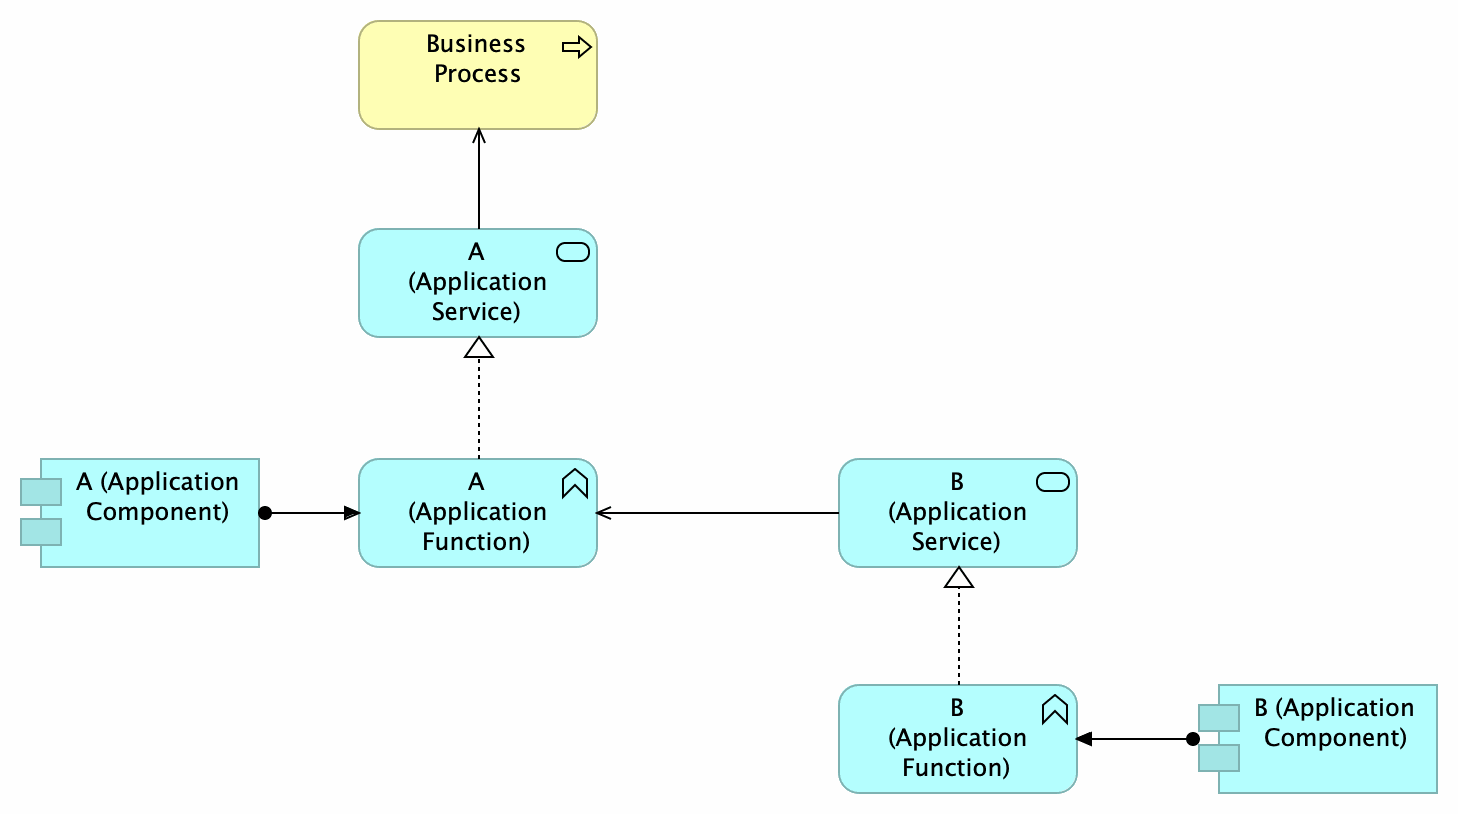 Business
Process
A
(Application
Service)
A (Application
Component)
A
(Application
Function)
B
(Application
Service)
B
(Application
Function)
B (Application
Component)